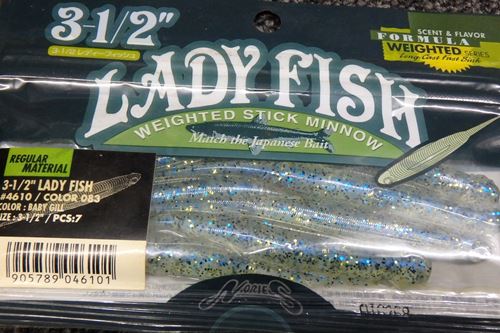 3-1/2"
3-1/2 レディーフィッシュ
LADY FISH
WEIGHTED STICK MINNOW
Match the Japanese Bait
SCENT & FLAVOR
FORMULA
WEIGHTED SERIES
Long Cast Fast Sink
REGULAR
MATERIAL
3-1/2" LADY FISH
#4610 / COLOR 083
COLOR : BABY GILL
SIZE : 3-1/2" / PCS:7
905789 046101
NORIES